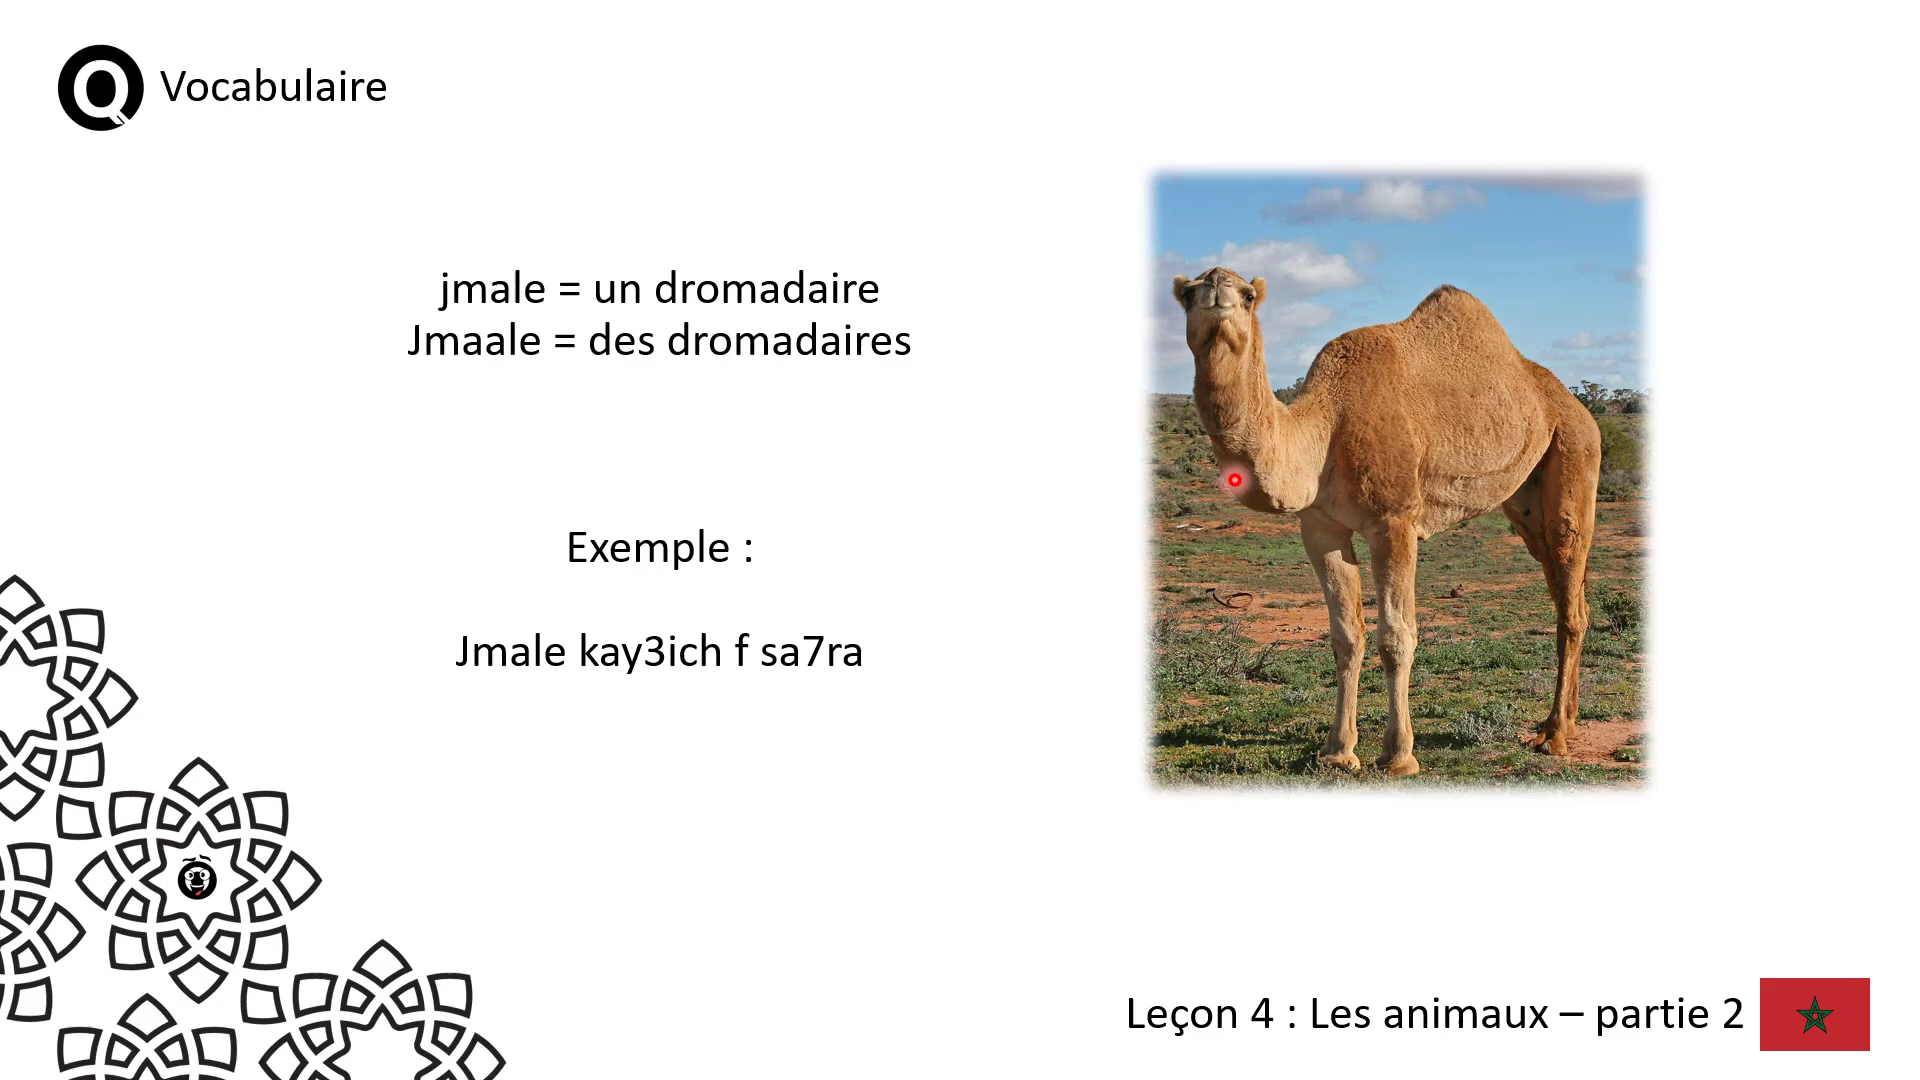 Q Vocabulaire
jmale = un dromadaire
Jmaale = des dromadaires
Exemple :
Jmale kay3ich f sa7ra
Leçon 4 : Les animaux – partie 2